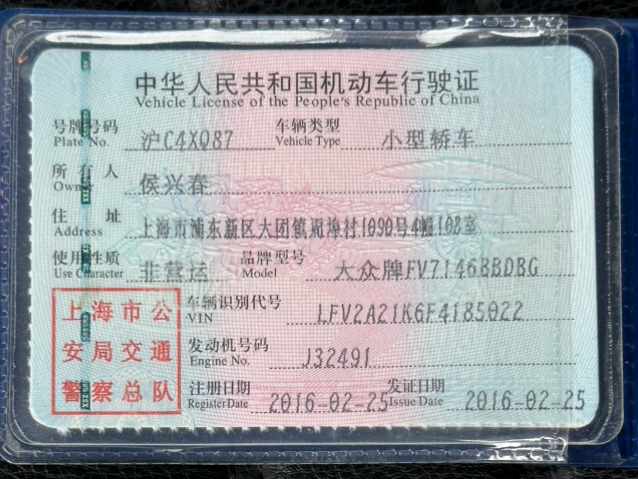 中华人民共和国机动车行驶证
Vehicle License of the People's Republic of China
号牌号码 沪C4XQ87 车辆类型 小型轿车
Plate No. Vehicle Type
所有人 侯兴春
Owner
住址 上海市浦东新区大团镇周埠村1090号4幢108室
Address
使用性质 非营运 品牌型号 大众牌FV7146BBDBG
Use Character Model
车辆识别代号 LFV2A21K6F4185022
VIN
发动机号码 J32491
Engine No.
注册日期 2016-02-25 发证日期 2016-02-25
Register Date Issue Date
上海市公
安局交通
警察总队